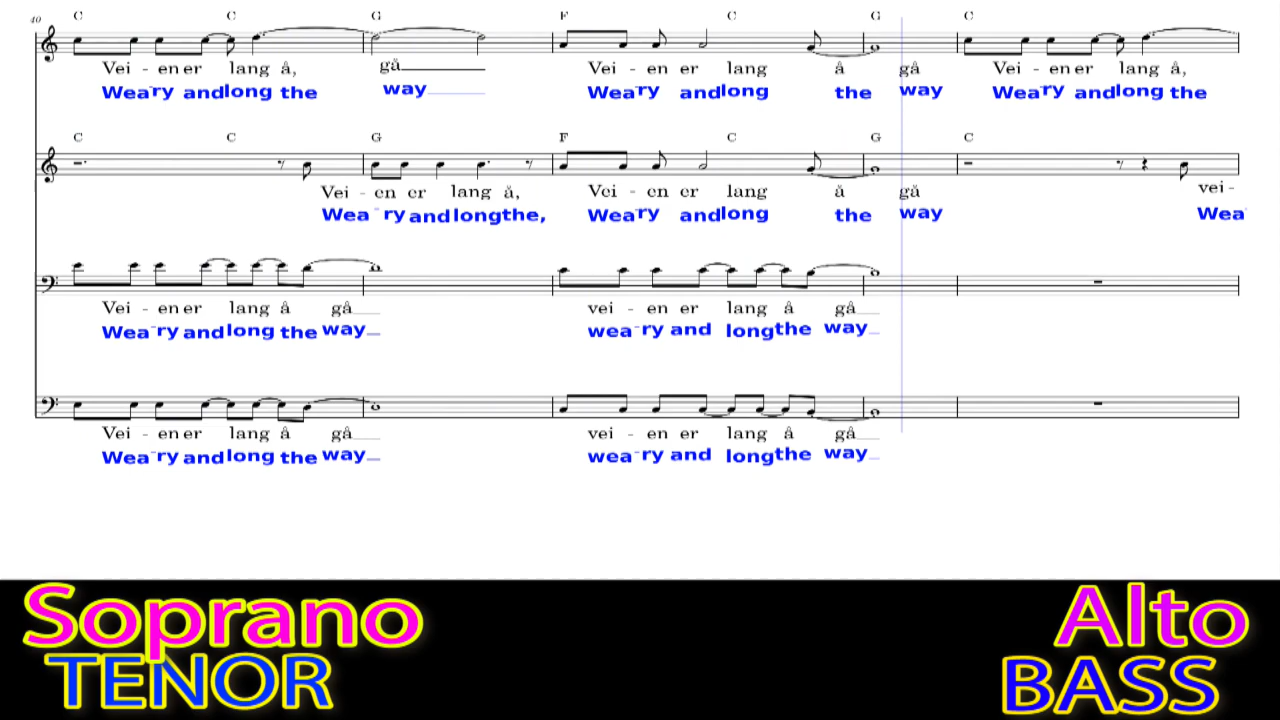 40 C C G F C G C
Vei - en er lang å, gå Vei - en er lang å gå Vei - en er lang å,
Wea-ry and long the way Wea-ry and long the way Wea-ry and long the
C C G F C G C
Vei - en er lang å, Vei - en er lang å gå vei-
Wea-ry and long the, Wea-ry and long the way Wea
Vei - en er lang å gå vei - en er lang å gå
Wea-ry and long the way wea-ry and long the way
Vei - en er lang å gå vei - en er lang å gå
Wea-ry and long the way wea-ry and long the way
Soprano Alto
TENOR BASS